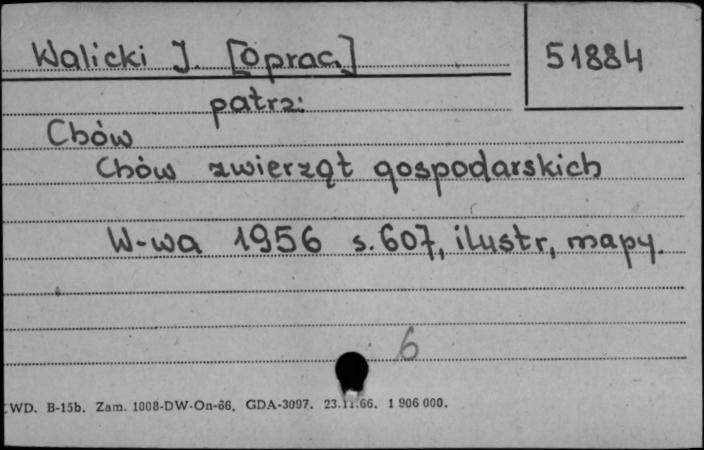 Walicki J. [Oprac.] 51884
patrz:
Chów
Chów zwierząt gospodarskich
W-wa 1956 s. 607, ilustr, mapy.
6
WD. B-15b. Zam. 1008-DW-On-66. GDA-3097. 23.11.66. 1 906 000.